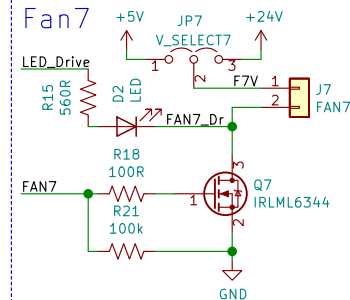 Fan7
+5V
JP7
+24V
V_SELECT7
1
3
2
LED_Drive
F7V
R15
560R
D2
LED
1
2
J7
FAN7
FAN7_Dr
R18
100R
3
FAN7
1
Q7
IRLML6344
R21
100k
2
GND